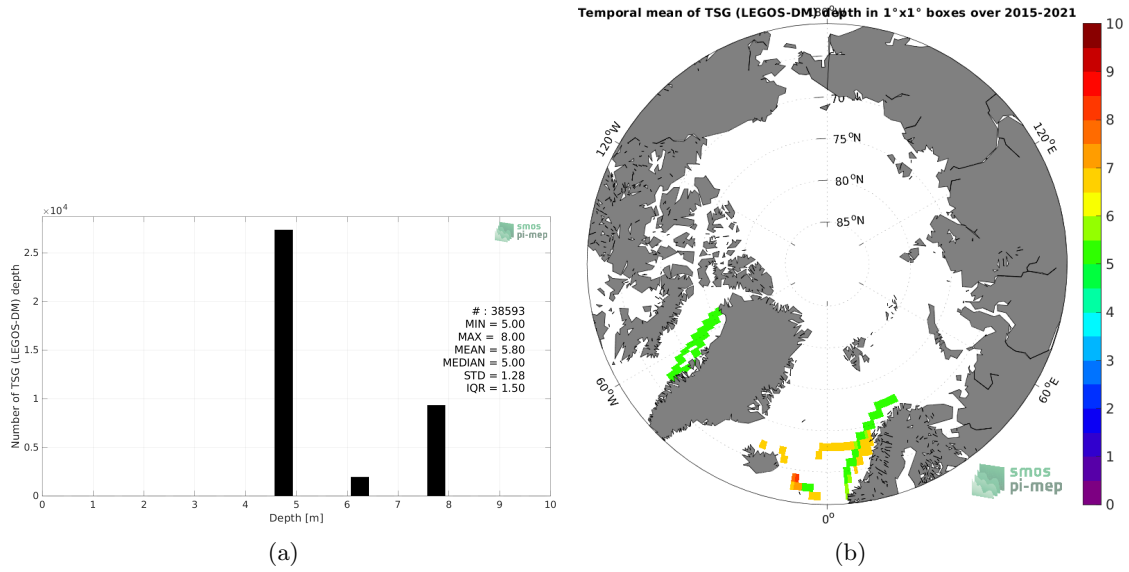 Temporal mean of TSG (LEGOS-DM) depth in 1°x1° boxes over 2015-2021
×10⁴
2.5
2
1.5
1
0.5
0
Number of TSG (LEGOS-DM) depth
smos
pi-mep
# : 38593
MIN = 5.00
MAX = 8.00
MEAN = 5.80
MEDIAN = 5.00
STD = 1.28
IQR = 1.50
0 1 2 3 4 5 6 7 8 9 10
Depth [m]
(a)
120°W
60°W
0°
60°E
120°E
75°N
80°N
85°N
10
9
8
7
6
5
4
3
2
1
0
smos
pi-mep
(b)